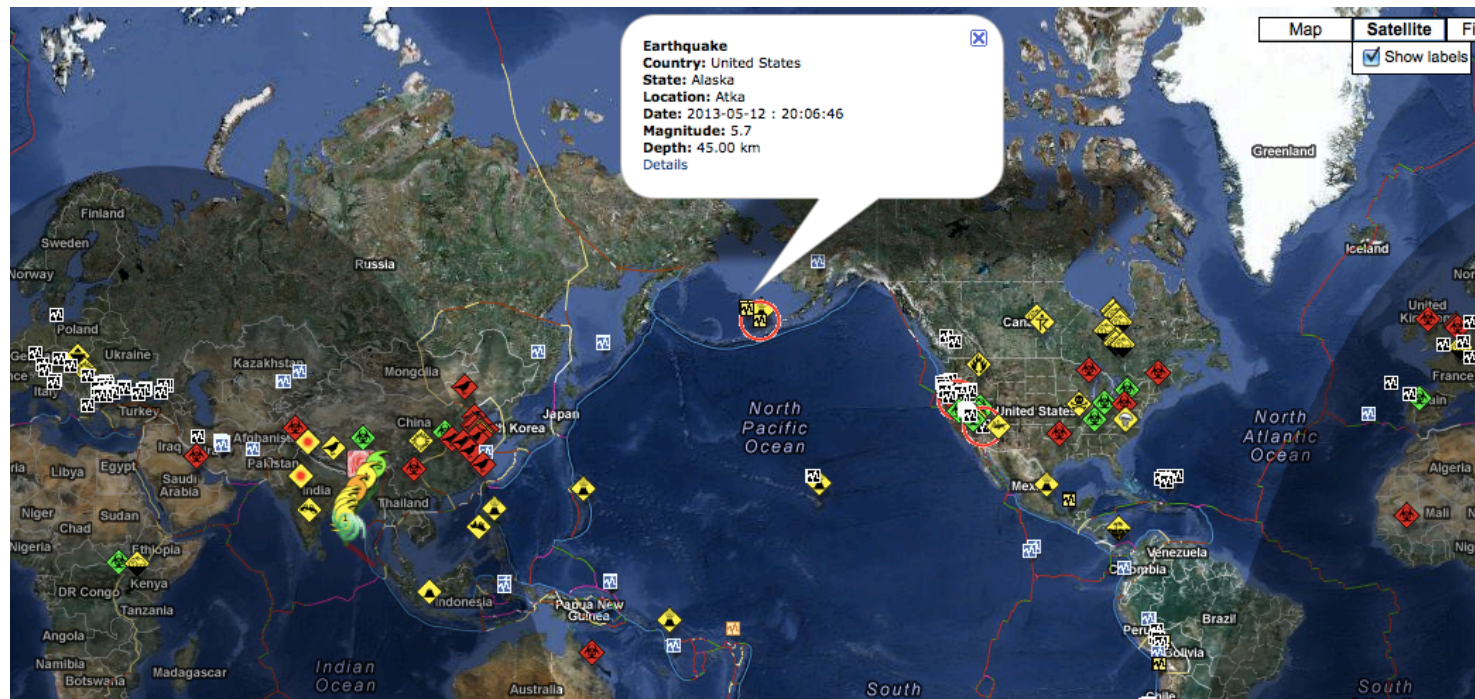 Earthquake
Country: United States
State: Alaska
Location: Atka
Date: 2013-05-12 : 20:06:46
Magnitude: 5.7
Depth: 45.00 km
Details
Map
Satellite
Show labels
Greenland
Finland
Sweden
Iceland
Norway
Russia
United
Poland
Ukraine
Kazakhstan
Mongolia
France
Italy
Turkey
China
Japan
North
Pacific
Ocean
United States
North
Atlantic
Ocean
Iraq
Pakistan
Libya
Egypt
Saudi
Arabia
India
Thailand
Algeria
Mali
Niger
Chad
Sudan
Nigeria
Ethiopia
Venezuela
Colombia
DR Congo
Kenya
Tanzania
Indonesia
Papua New
Guinea
Brazil
Peru
Bolivia
Angola
Namibia
Botswana
Madagascar
Indian
Ocean
Australia
South
South
Chile